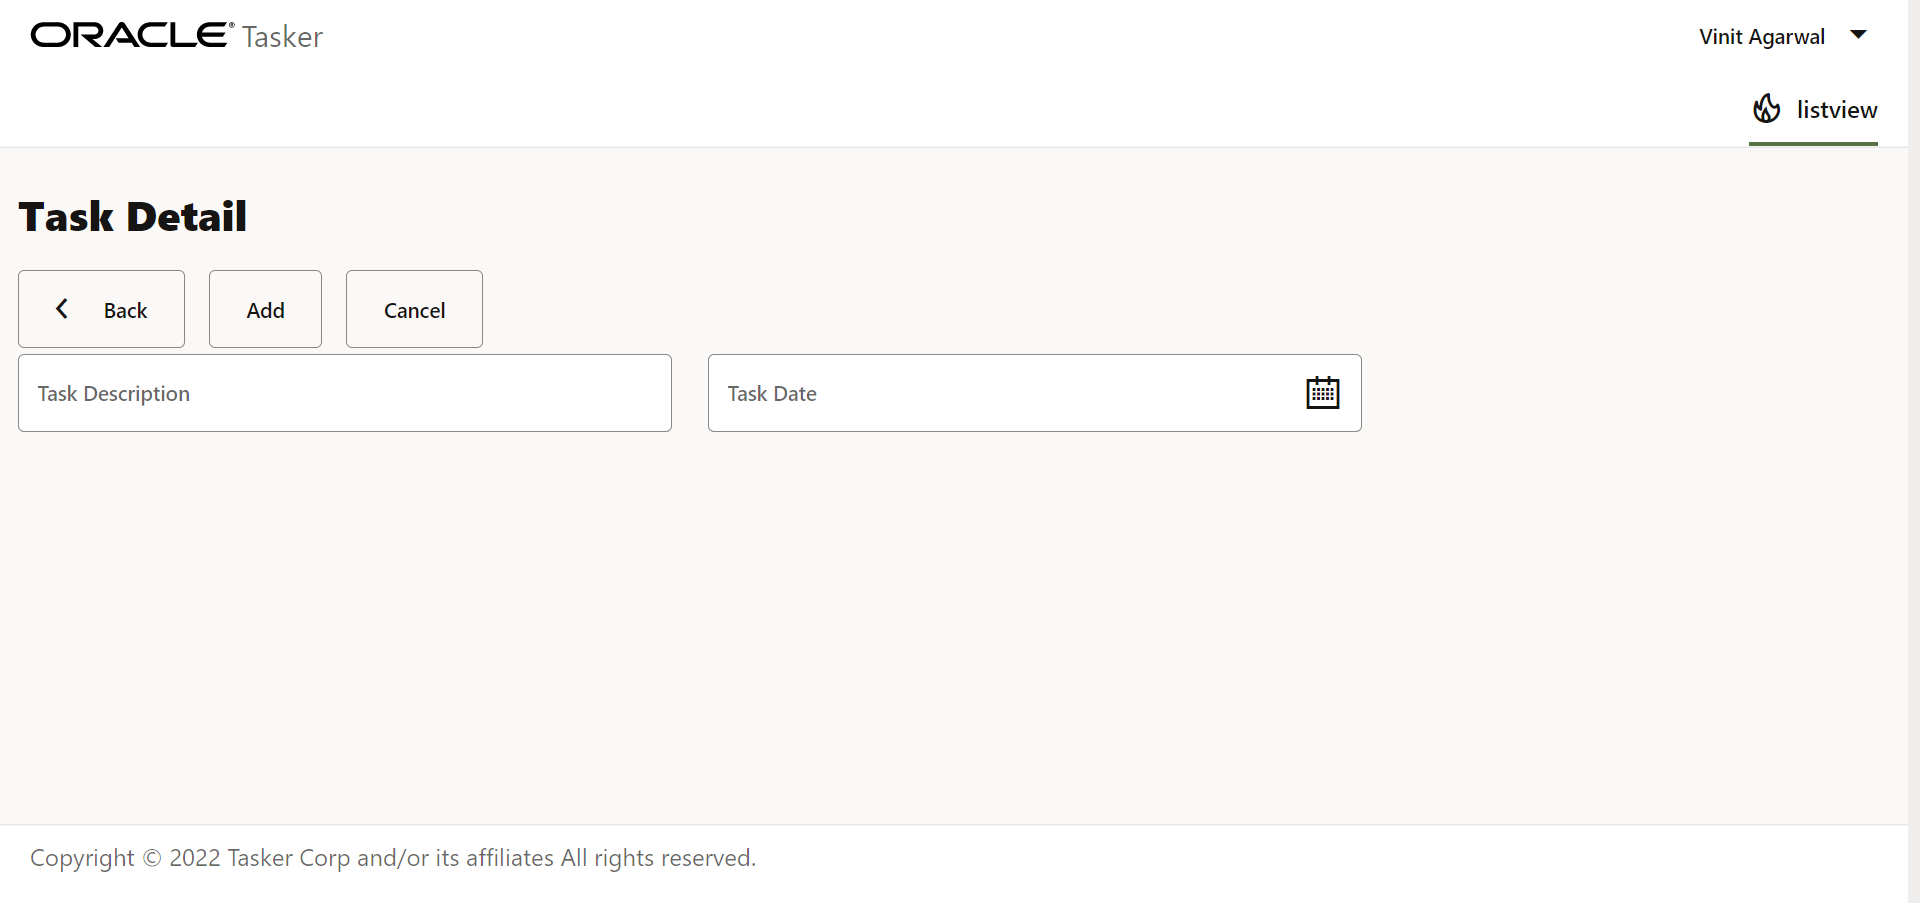 ORACLE® Tasker
Vinit Agarwal
listview
Task Detail
Back
Add
Cancel
Task Description
Task Date
Copyright © 2022 Tasker Corp and/or its affiliates All rights reserved.